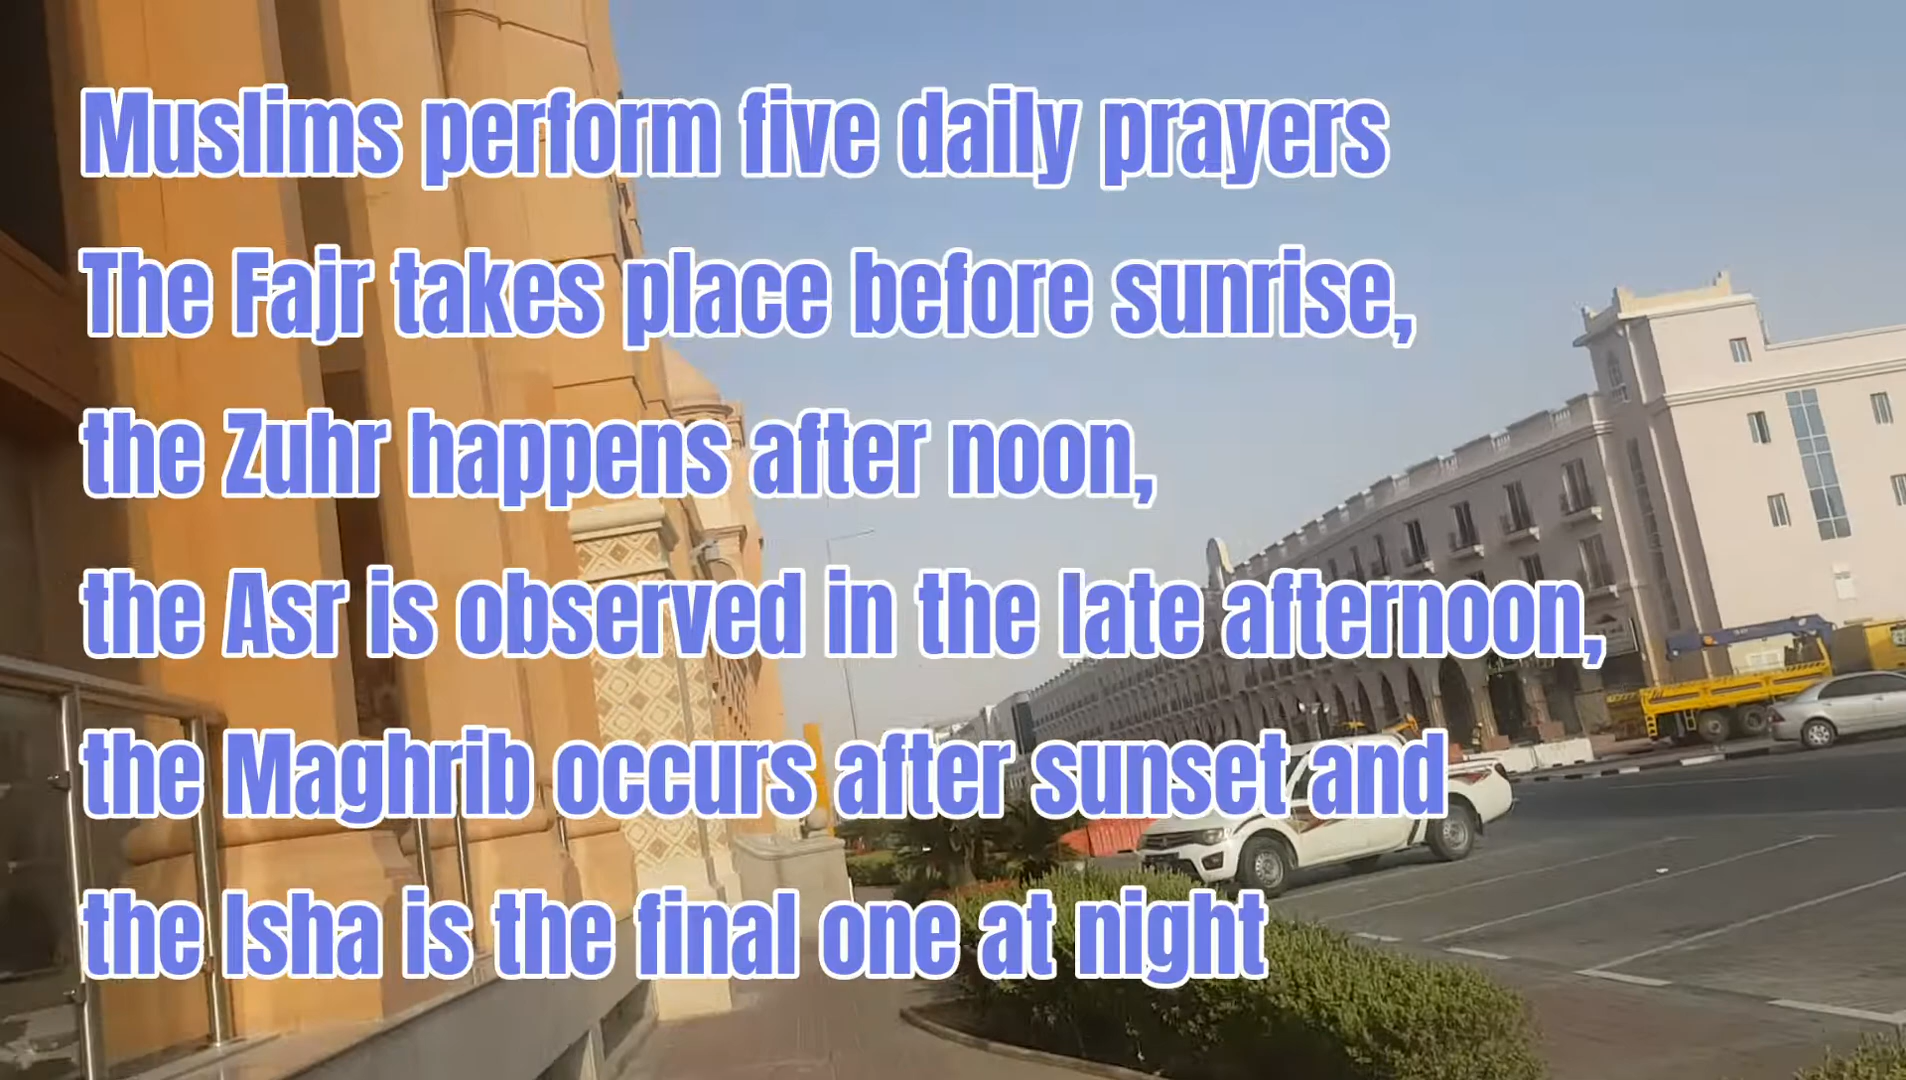 Muslims perform five daily prayers
The Fajr takes place before sunrise,
the Zuhr happens after noon,
the Asr is observed in the late afternoon,
the Maghrib occurs after sunset and
the Isha is the final one at night